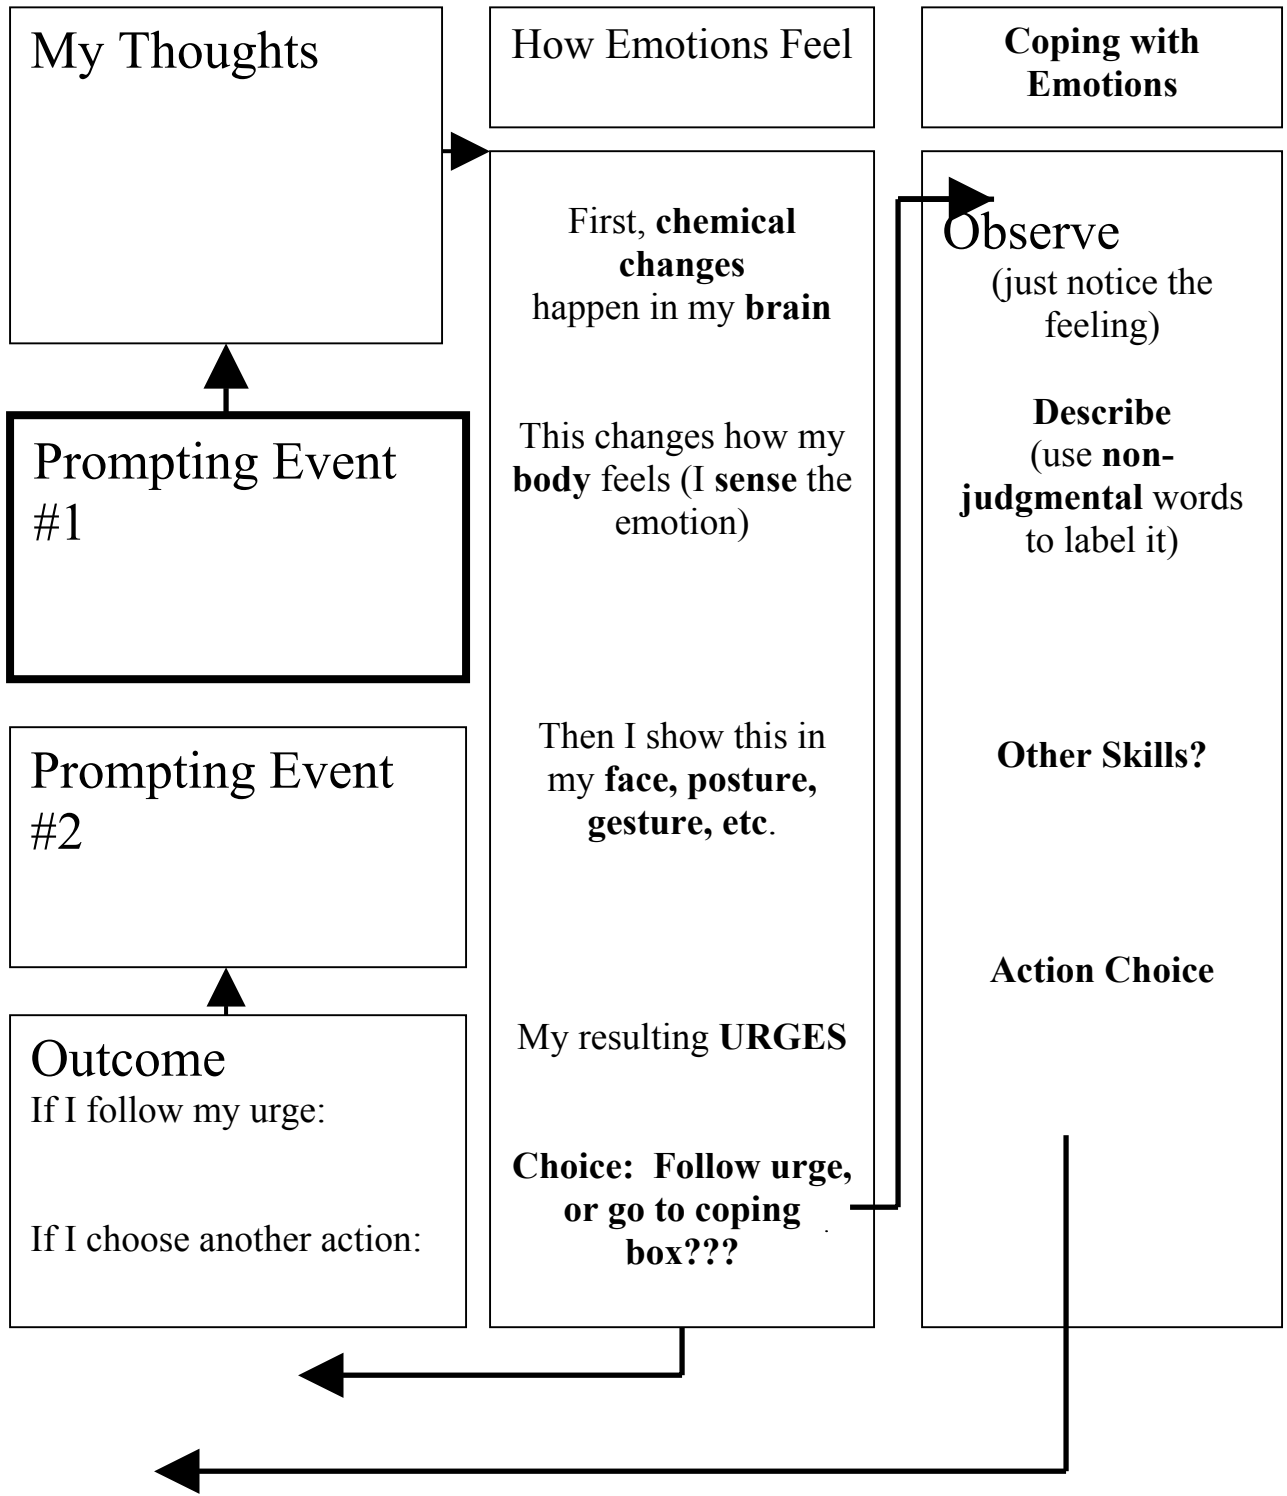 My Thoughts
Prompting Event
#1
Prompting Event
#2
Outcome
If I follow my urge:
If I choose another action:
How Emotions Feel
First, chemical
changes
happen in my brain
This changes how my
body feels (I sense the
emotion)
Then I show this in
my face, posture,
gesture, etc.
My resulting URGES
Choice:  Follow urge,
or go to coping
box???
Coping with
Emotions
Observe
(just notice the
feeling)
Describe
(use non-
judgmental words
to label it)
Other Skills?
Action Choice